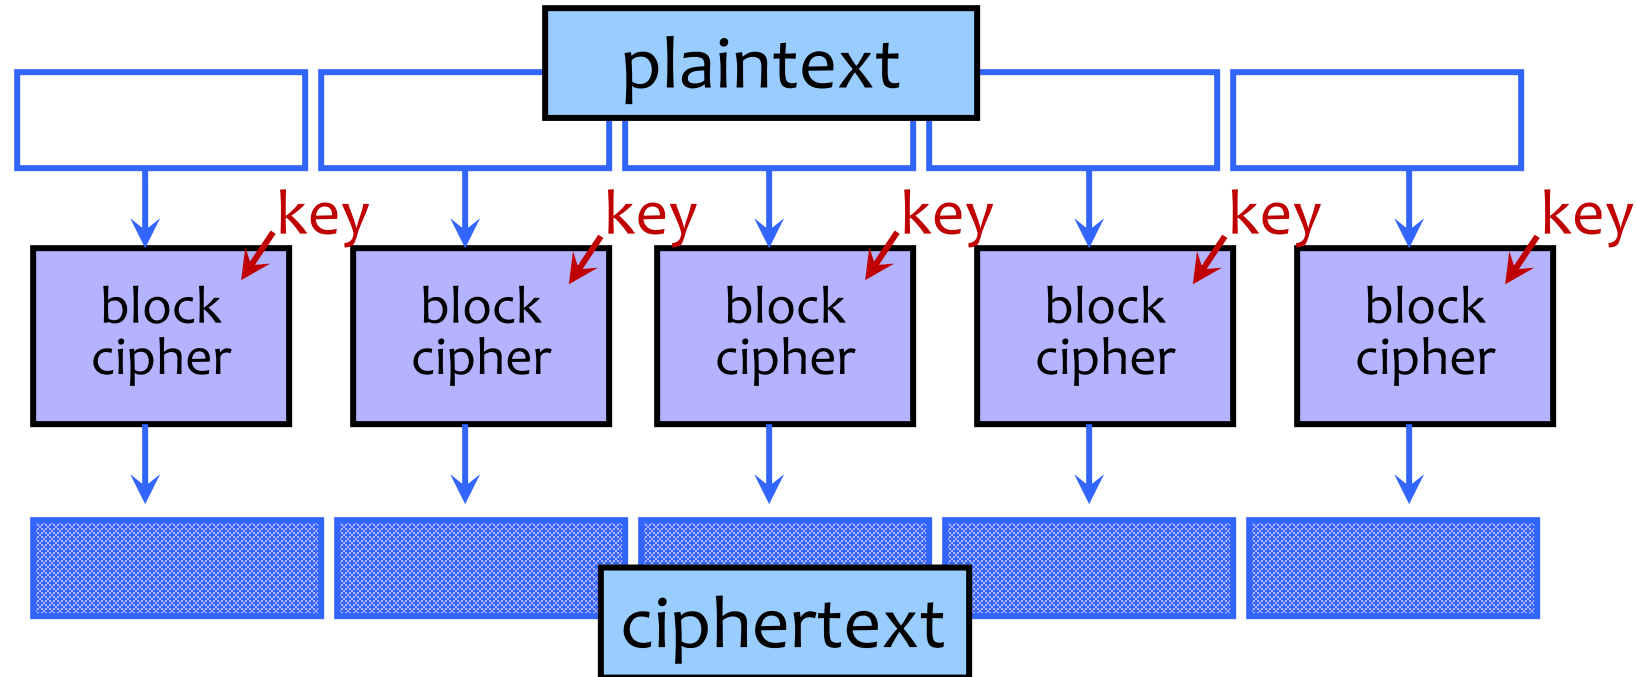 plaintext
key
key
key
key
key
block
cipher
block
cipher
block
cipher
block
cipher
block
cipher
ciphertext